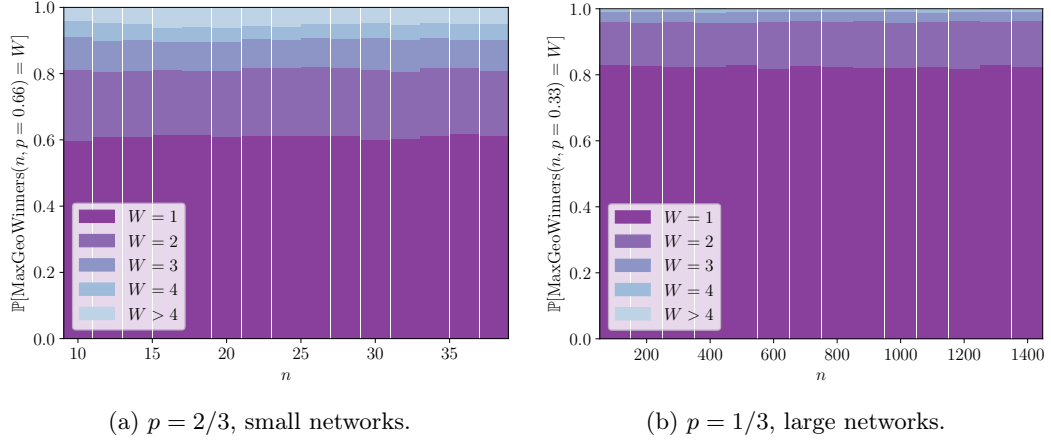 1.0
0.8
0.6
0.4
0.2
0.0
ℙ[MaxGeoWinners(n, p = 0.66) = W]
W = 1
W = 2
W = 3
W = 4
W > 4
10 15 20 25 30 35
n
(a) p = 2/3, small networks.
1.0
0.8
0.6
0.4
0.2
0.0
ℙ[MaxGeoWinners(n, p = 0.33) = W]
W = 1
W = 2
W = 3
W = 4
W > 4
200 400 600 800 1000 1200 1400
n
(b) p = 1/3, large networks.